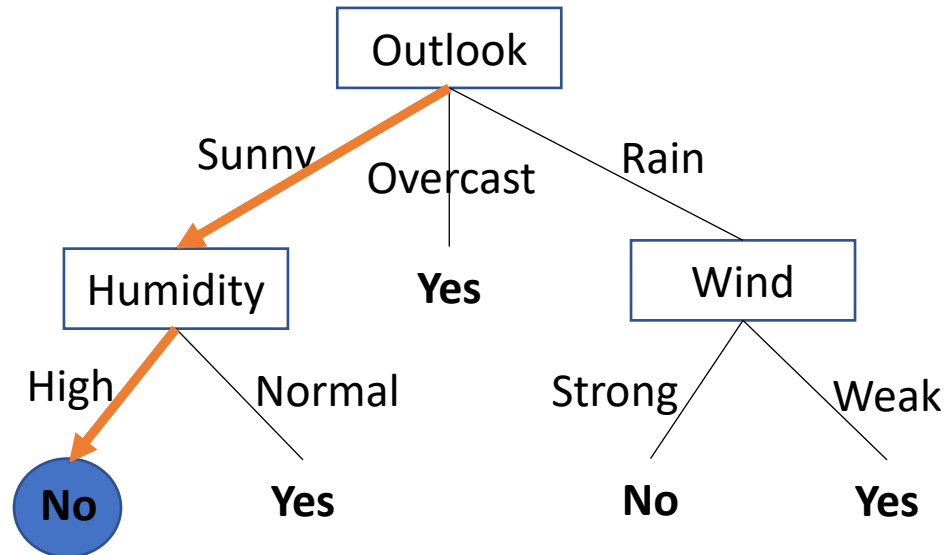 Outlook
Sunny
Overcast
Rain
Humidity
Yes
Wind
High
Normal
Strong
Weak
No
Yes
No
Yes